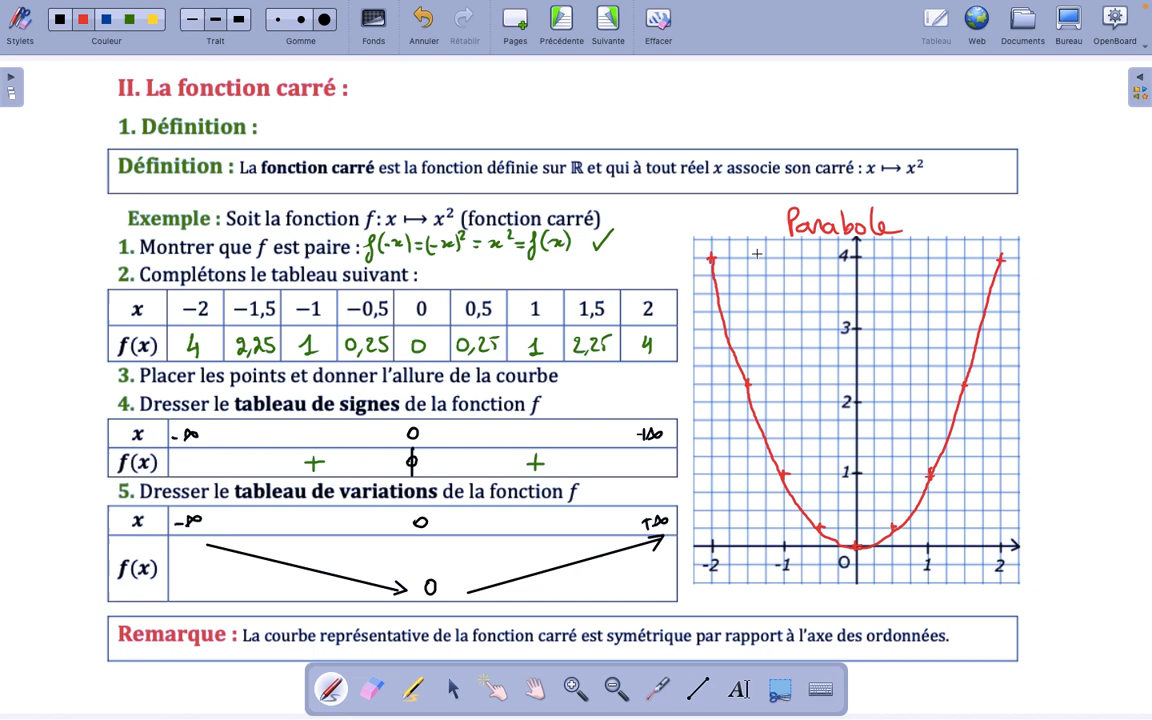 Stylets Couleur Trait Gomme Fonds Annuler Rétablir Pages Précédente Suivante Effacer Tableau Web Documents Bureau OpenBoard
II. La fonction carré :
1. Définition :
Définition : La fonction carré est la fonction définie sur ℝ et qui à tout réel x associe son carré : x ⟼ x²
Exemple : Soit la fonction f: x ⟼ x² (fonction carré)
1. Montrer que f est paire : f(-x)=(-x)²=x²=f(x) ✓
2. Complétons le tableau suivant :
x −2 −1,5 −1 −0,5 0 0,5 1 1,5 2
f(x) 4 2,25 1 0,25 0 0,25 1 2,25 4
3. Placer les points et donner l'allure de la courbe
4. Dresser le tableau de signes de la fonction f
x -∞ 0 +∞
f(x) + 0 +
5. Dresser le tableau de variations de la fonction f
x -∞ 0 +∞
f(x) 0
Parabole
4
3
2
1
-2 -1 0 1 2
Remarque : La courbe représentative de la fonction carré est symétrique par rapport à l'axe des ordonnées.
AI